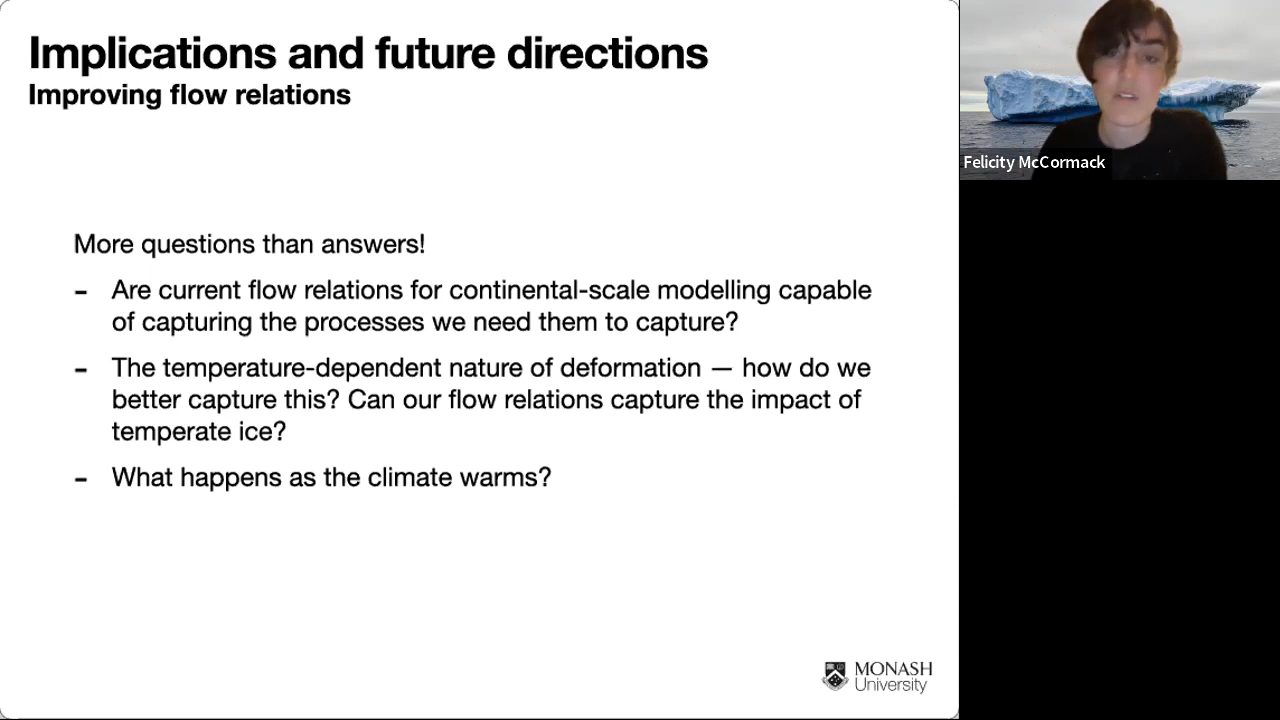 Implications and future directions
Improving flow relations
More questions than answers!
- Are current flow relations for continental-scale modelling capable
of capturing the processes we need them to capture?
- The temperature-dependent nature of deformation — how do we
better capture this? Can our flow relations capture the impact of
temperate ice?
- What happens as the climate warms?
MONASH
University
Felicity McCormack